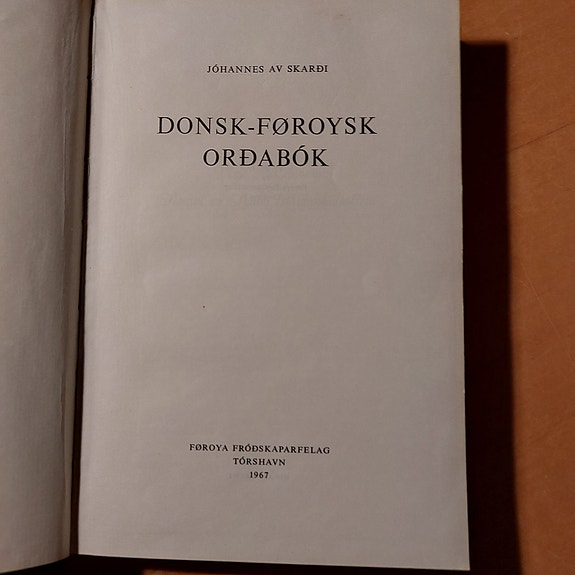 JÓHANNES AV SKARÐI
DONSK-FØROYSK
ORÐABÓK
FØROYA FRÓÐSKAPARFELAG
TÓRSHAVN
1967